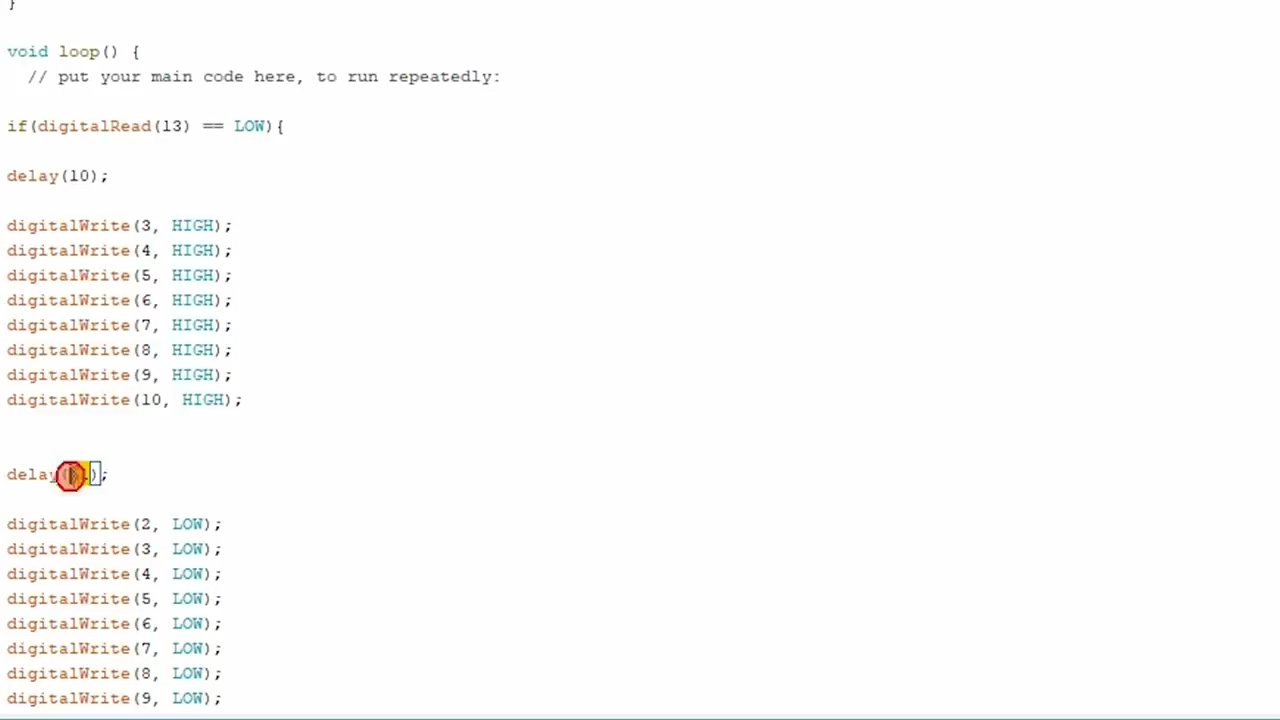 }
void loop() {
// put your main code here, to run repeatedly:
if(digitalRead(13) == LOW){
delay(10);
digitalWrite(3, HIGH);
digitalWrite(4, HIGH);
digitalWrite(5, HIGH);
digitalWrite(6, HIGH);
digitalWrite(7, HIGH);
digitalWrite(8, HIGH);
digitalWrite(9, HIGH);
digitalWrite(10, HIGH);
delay();
digitalWrite(2, LOW);
digitalWrite(3, LOW);
digitalWrite(4, LOW);
digitalWrite(5, LOW);
digitalWrite(6, LOW);
digitalWrite(7, LOW);
digitalWrite(8, LOW);
digitalWrite(9, LOW);